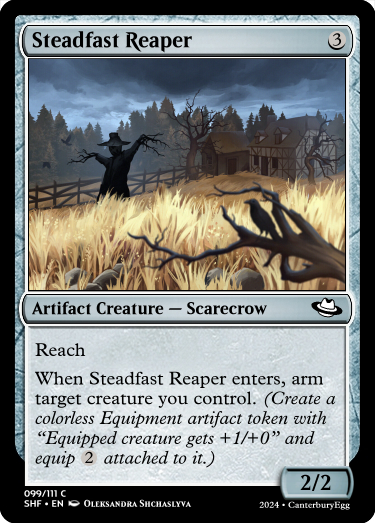 Steadfast Reaper 3
Artifact Creature — Scarecrow
Reach
When Steadfast Reaper enters, arm
target creature you control. (Create a
colorless Equipment artifact token with
“Equipped creature gets +1/+0” and
equip 2 attached to it.)
2/2
099/111 C
SHF • EN Oleksandra Shchaslyva
2024 • CanterburyEgg